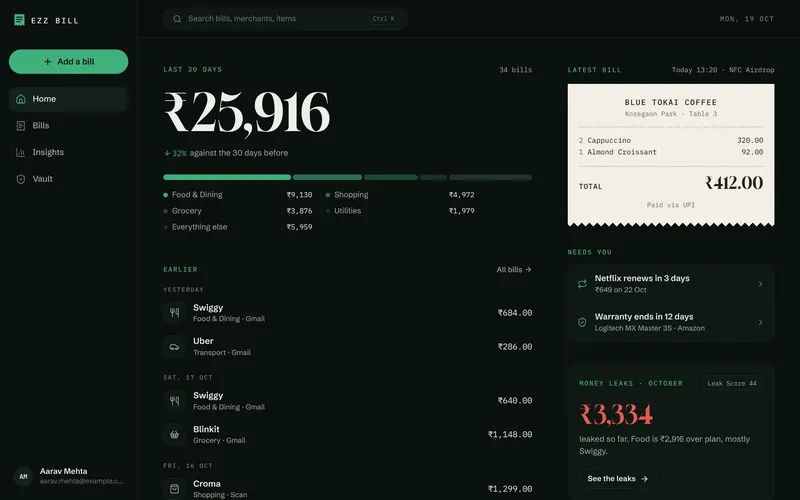 EZZ BILL
Search bills, merchants, items
Ctrl K
MON, 19 OCT
+ Add a bill
Home
Bills
Insights
Vault
LAST 30 DAYS
34 bills
₹25,916
↓ 32% against the 30 days before
Food & Dining ₹9,130
Shopping ₹4,972
Grocery ₹3,876
Utilities ₹1,979
Everything else ₹5,959
EARLIER
All bills →
YESTERDAY
Swiggy
Food & Dining · Gmail
₹684.00
Uber
Transport · Gmail
₹286.00
SAT, 17 OCT
Swiggy
Food & Dining · Gmail
₹640.00
Blinkit
Grocery · Gmail
₹1,148.00
FRI, 16 OCT
Croma
Shopping · Scan
₹1,299.00
LATEST BILL
Today 13:20 · NFC Airdrop
BLUE TOKAI COFFEE
Koregaon Park · Table 3
2 Cappuccino 320.00
1 Almond Croissant 92.00
TOTAL ₹412.00
Paid via UPI
NEEDS YOU
Netflix renews in 3 days
₹649 on 22 Oct
Warranty ends in 12 days
Logitech MX Master 3S · Amazon
MONEY LEAKS · OCTOBER
Leak Score 44
₹3,334
leaked so far. Food is ₹2,916 over plan, mostly
Swiggy.
See the leaks →
AM
Aarav Mehta
aarav.mehta@example.c...